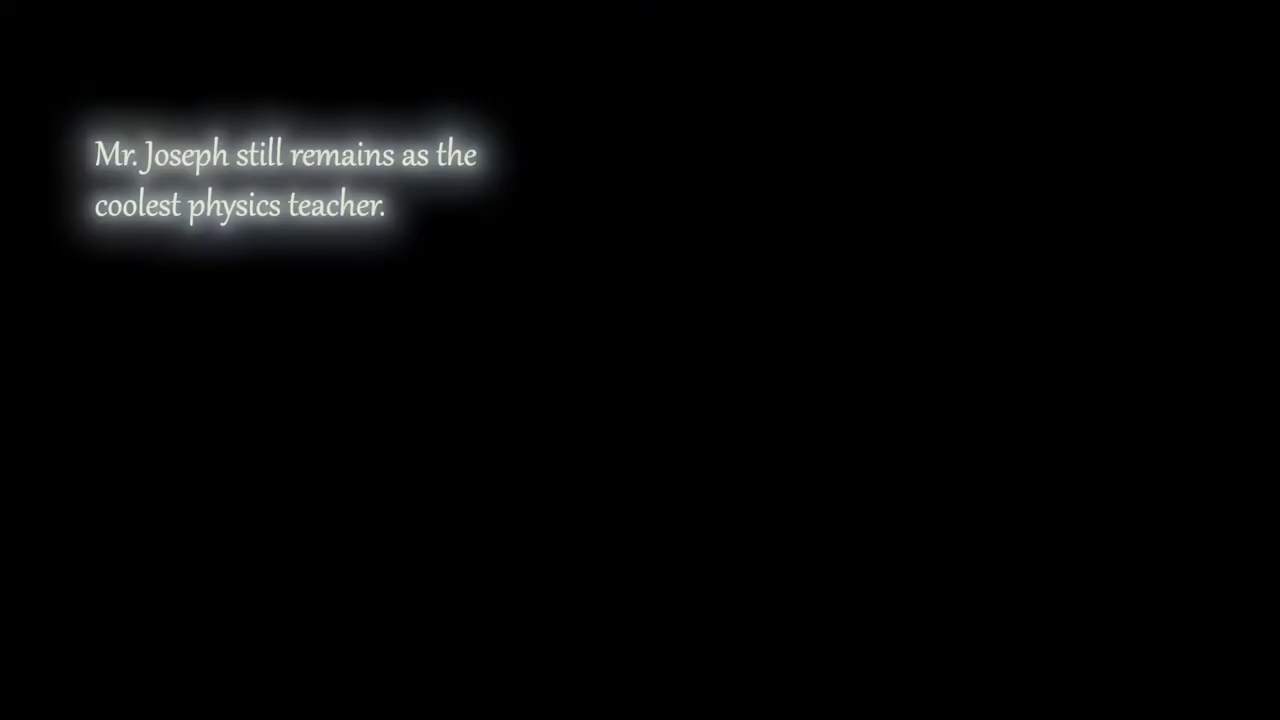 Mr. Joseph still remains as the
coolest physics teacher.